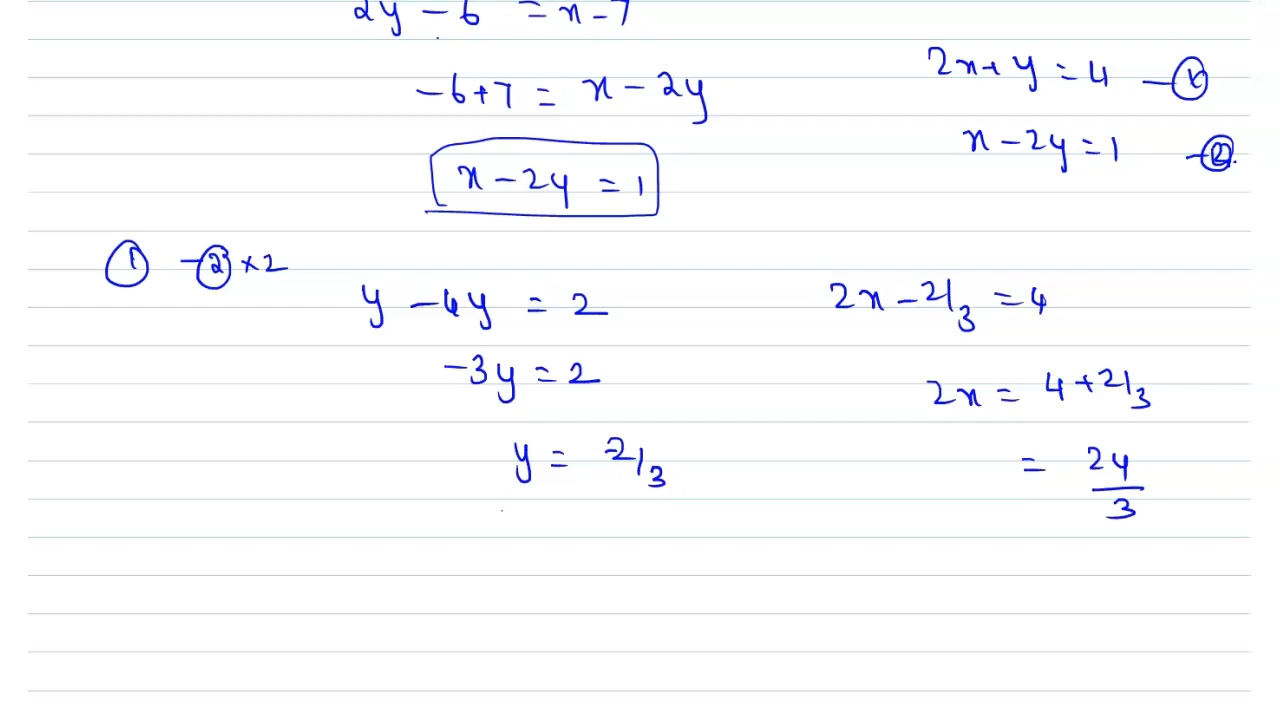 2y - 6 = x - 7
-6+7 = x - 2y
x - 2y = 1
2x+y = 4 - ①
x - 2y = 1 - ②
① - ② × 2
y - 4y = 2
-3y = 2
y = -2/3
2x - 2/3 = 4
2x = 4 + 2/3
= 24/3